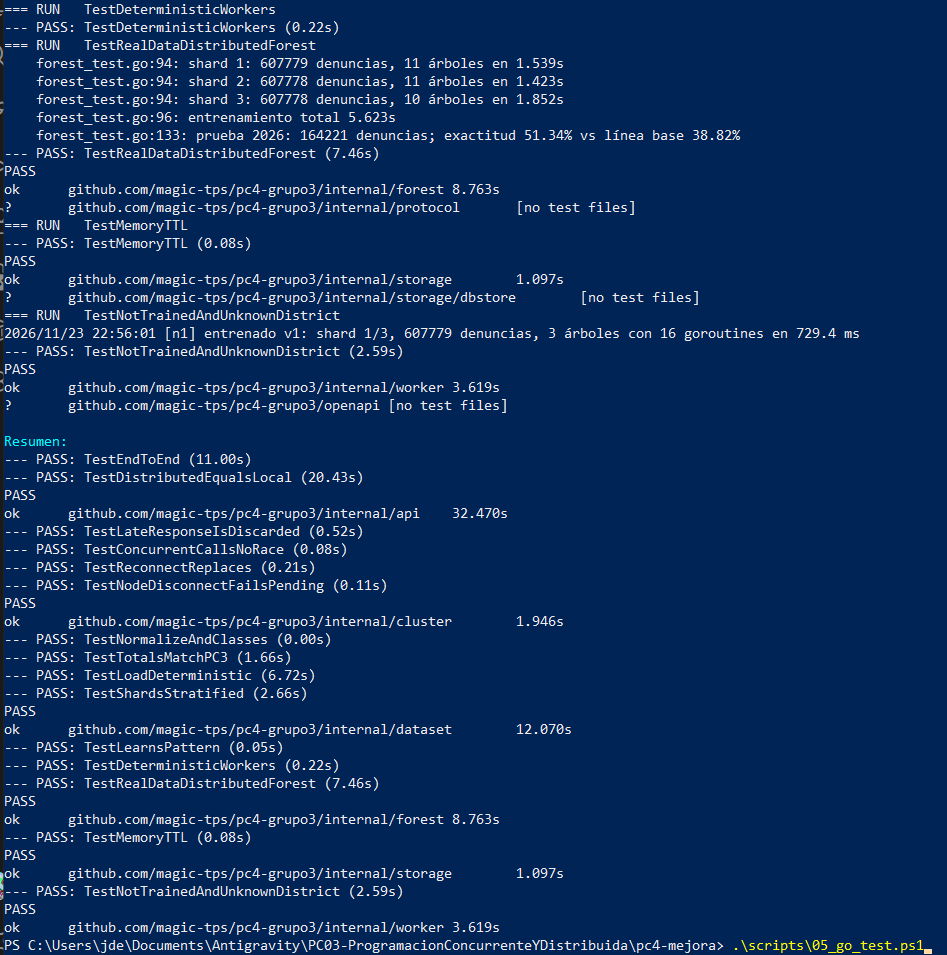 === RUN   TestDeterministicWorkers
--- PASS: TestDeterministicWorkers (0.22s)
=== RUN   TestRealDataDistributedForest
    forest_test.go:94: shard 1: 607779 denuncias, 11 árboles en 1.539s
    forest_test.go:94: shard 2: 607778 denuncias, 11 árboles en 1.423s
    forest_test.go:94: shard 3: 607778 denuncias, 10 árboles en 1.852s
    forest_test.go:96: entrenamiento total 5.623s
    forest_test.go:133: prueba 2026: 164221 denuncias; exactitud 51.34% vs línea base 38.82%
--- PASS: TestRealDataDistributedForest (7.46s)
PASS
ok      github.com/magic-tps/pc4-grupo3/internal/forest 8.763s
?       github.com/magic-tps/pc4-grupo3/internal/protocol       [no test files]
=== RUN   TestMemoryTTL
--- PASS: TestMemoryTTL (0.08s)
PASS
ok      github.com/magic-tps/pc4-grupo3/internal/storage        1.097s
?       github.com/magic-tps/pc4-grupo3/internal/storage/dbstore        [no test files]
=== RUN   TestNotTrainedAndUnknownDistrict
2026/11/23 22:56:01 [n1] entrenado v1: shard 1/3, 607779 denuncias, 3 árboles con 16 goroutines en 729.4 ms
--- PASS: TestNotTrainedAndUnknownDistrict (2.59s)
PASS
ok      github.com/magic-tps/pc4-grupo3/internal/worker 3.619s
?       github.com/magic-tps/pc4-grupo3/openapi [no test files]
Resumen:
--- PASS: TestEndToEnd (11.00s)
--- PASS: TestDistributedEqualsLocal (20.43s)
PASS
ok      github.com/magic-tps/pc4-grupo3/internal/api    32.470s
--- PASS: TestLateResponseIsDiscarded (0.52s)
--- PASS: TestConcurrentCallsNoRace (0.08s)
--- PASS: TestReconnectReplaces (0.21s)
--- PASS: TestNodeDisconnectFailsPending (0.11s)
PASS
ok      github.com/magic-tps/pc4-grupo3/internal/cluster        1.946s
--- PASS: TestNormalizeAndClasses (0.00s)
--- PASS: TestTotalsMatchPC3 (1.66s)
--- PASS: TestLoadDeterministic (6.72s)
--- PASS: TestShardsStratified (2.66s)
PASS
ok      github.com/magic-tps/pc4-grupo3/internal/dataset        12.070s
--- PASS: TestLearnsPattern (0.05s)
--- PASS: TestDeterministicWorkers (0.22s)
--- PASS: TestRealDataDistributedForest (7.46s)
PASS
ok      github.com/magic-tps/pc4-grupo3/internal/forest 8.763s
--- PASS: TestMemoryTTL (0.08s)
PASS
ok      github.com/magic-tps/pc4-grupo3/internal/storage        1.097s
--- PASS: TestNotTrainedAndUnknownDistrict (2.59s)
PASS
ok      github.com/magic-tps/pc4-grupo3/internal/worker 3.619s
PS C:\Users\jde\Documents\Antigravity\PC03-ProgramacionConcurrenteYDistribuida\pc4-mejora> .\scripts\05_go_test.ps1